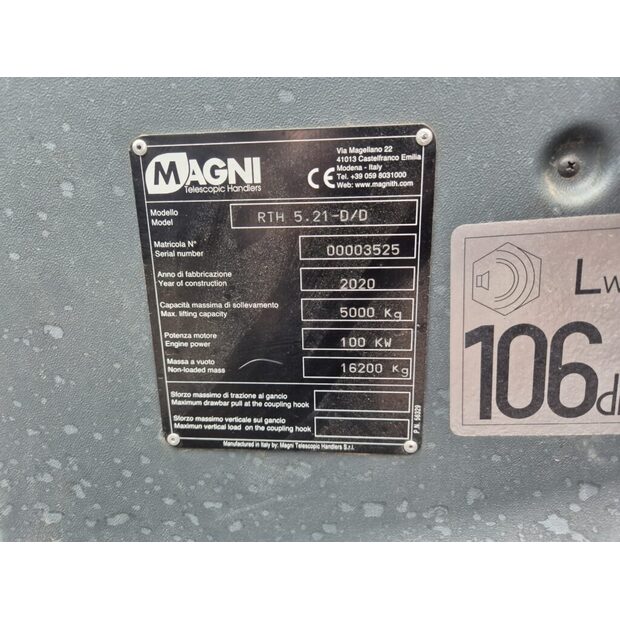 MAGNI
Telescopic Handlers
Via Magellano 22
41013 Castelfranco Emilia
Modena - Italy
Tel. +39 059 8031000
Web: www.magnith.com
CE
Modello
Model
RTH 5.21-D/D
Matricola N°
Serial number
00003525
Anno di fabbricazione
Year of construction
2020
Capacità massima di sollevamento
Max. lifting capacity
5000 Kg
Potenza motore
Engine power
100 KW
Massa a vuoto
Non-loaded mass
16200 Kg
Sforzo massimo di trazione al gancio
Maximum drawbar pull at the coupling hook
Sforzo massimo verticale sul gancio
Maximun vertical load on the coupling hook
Manufactured in Italy by: Magni Telescopic Handlers S.r.l.
P.N. 56329
LW
106